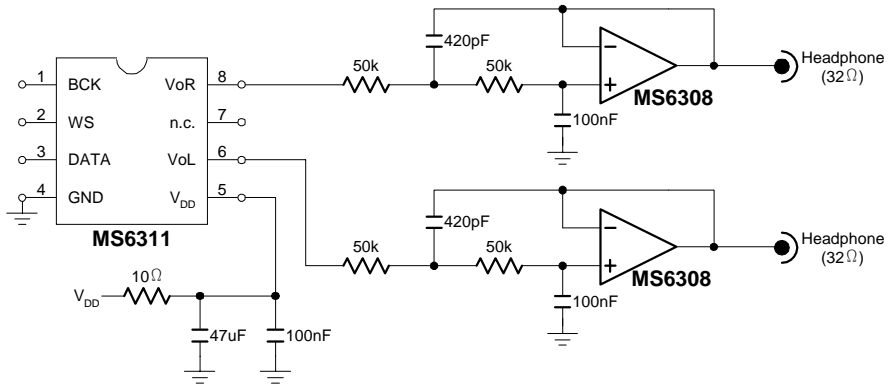 420pF
50k
50k
100nF
MS6308
Headphone
(32Ω)
1 BCK VoR 8
2 WS n.c. 7
3 DATA VoL 6
4 GND VDD 5
MS6311
420pF
50k
50k
100nF
MS6308
Headphone
(32Ω)
VDD
10Ω
47uF
100nF